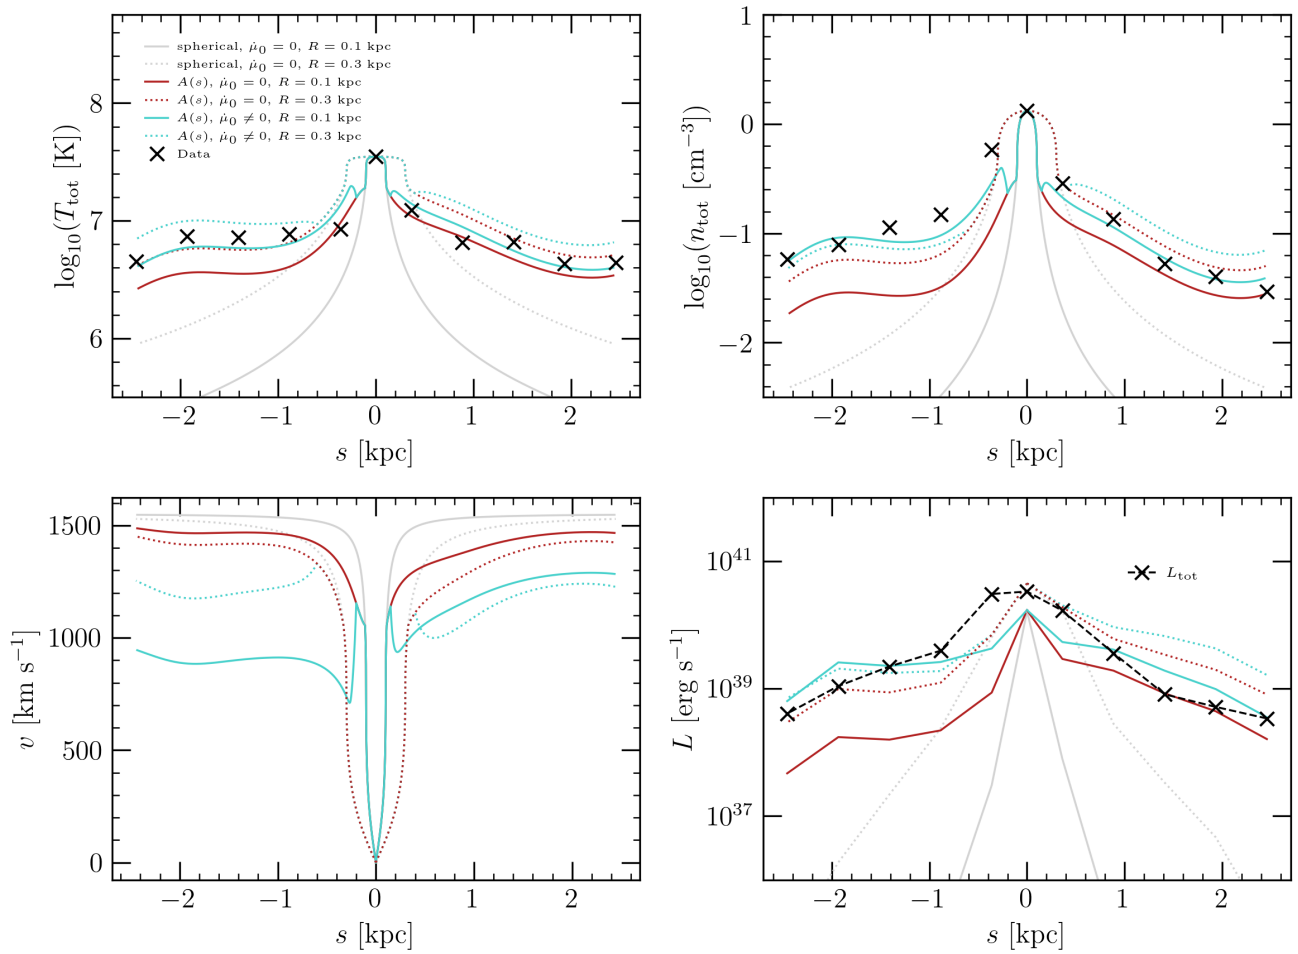 spherical, μ̇₀ = 0, R = 0.1 kpc
spherical, μ̇₀ = 0, R = 0.3 kpc
A(s), μ̇₀ = 0, R = 0.1 kpc
A(s), μ̇₀ = 0, R = 0.3 kpc
A(s), μ̇₀ ≠ 0, R = 0.1 kpc
A(s), μ̇₀ ≠ 0, R = 0.3 kpc
Data
log₁₀(T_tot [K])
8
7
6
−2 −1 0 1 2
s [kpc]
log₁₀(n_tot [cm⁻³])
1
0
−1
−2
−2 −1 0 1 2
s [kpc]
v [km s⁻¹]
1500
1000
500
0
−2 −1 0 1 2
s [kpc]
L_tot
L [erg s⁻¹]
10⁴¹
10³⁹
10³⁷
−2 −1 0 1 2
s [kpc]